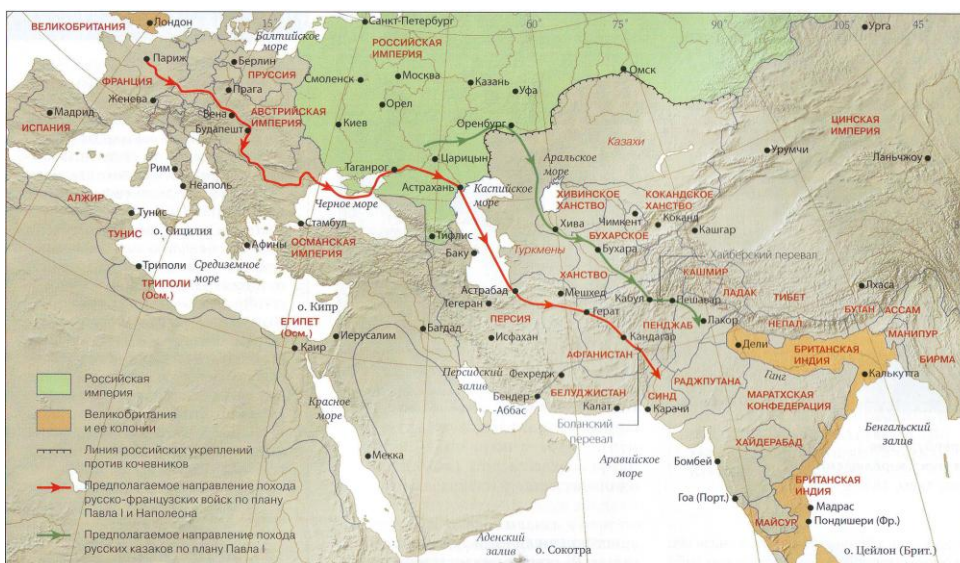 ВЕЛИКОБРИТАНИЯ
Лондон
15°
Балтийское
море
Санкт-Петербург
60°
75°
90°
105°
45°
Урга
Париж
Берлин
ПРУССИЯ
РОССИЙСКАЯ
ИМПЕРИЯ
Смоленск
Москва
Казань
Уфа
Омск
ФРАНЦИЯ
Прага
Женева
Вена
АВСТРИЙСКАЯ
ИМПЕРИЯ
Будапешт
Орел
Киев
Оренбург
Мадрид
ИСПАНИЯ
Казахи
ЦИНСКАЯ
ИМПЕРИЯ
Урумчи
Ланьчжоу
Таганрог
Царицын
Астрахань
Аральское
море
Рим
Неаполь
Черное море
Каспийское
море
ХИВИНСКОЕ
ХАНСТВО
КОКАНДСКОЕ
ХАНСТВО
Чимкент
Коканд
Кашгар
Хива
БУХАРСКОЕ
Бухара
ХАНСТВО
Хайберский перевал
АЛЖИР
Тунис
ТУНИС
о. Сицилия
Афины
Стамбул
ОСМАНСКАЯ
ИМПЕРИЯ
Тифлис
Баку
Туркмены
Триполи
ТРИПОЛИ
(Осм.)
Средиземное
море
о. Кипр
Астрабад
Тегеран
Мешхед
Герат
Кабул
Пешавар
КАШМИР
ЛАДАК
ТИБЕТ
Лхаса
ЕГИПЕТ
(Осм.)
Иерусалим
Каир
Багдад
ПЕРСИЯ
Исфахан
Кандагар
ПЕНДЖАБ
Лахор
НЕПАЛ
БУТАН
АССАМ
МАНИПУР
БИРМА
АФГАНИСТАН
Дели
БРИТАНСКАЯ
ИНДИЯ
Персидский
залив
Фехредж
БЕЛУДЖИСТАН
РАДЖПУТАНА
Ганг
Калькутта
Бендер-
-Аббас
Калат
СИНД
Карачи
МАРАТХСКАЯ
КОНФЕДЕРАЦИЯ
Боланский
перевал
Красное
море
Мекка
Аравийское
море
ХАЙДЕРАБАД
Бенгальский
залив
Бомбей
Гоа (Порт.)
БРИТАНСКАЯ
ИНДИЯ
Мадрас
Пондишери (Фр.)
МАЙСУР
Аденский
залив
о. Сокотра
о. Цейлон (Брит.)
Российская
империя
Великобритания
и ее колонии
Линия российских укреплений
против кочевников
Предполагаемое направление похода
русско-французских войск по плану
Павла I и Наполеона
Предполагаемое направление похода
русских казаков по плану Павла I